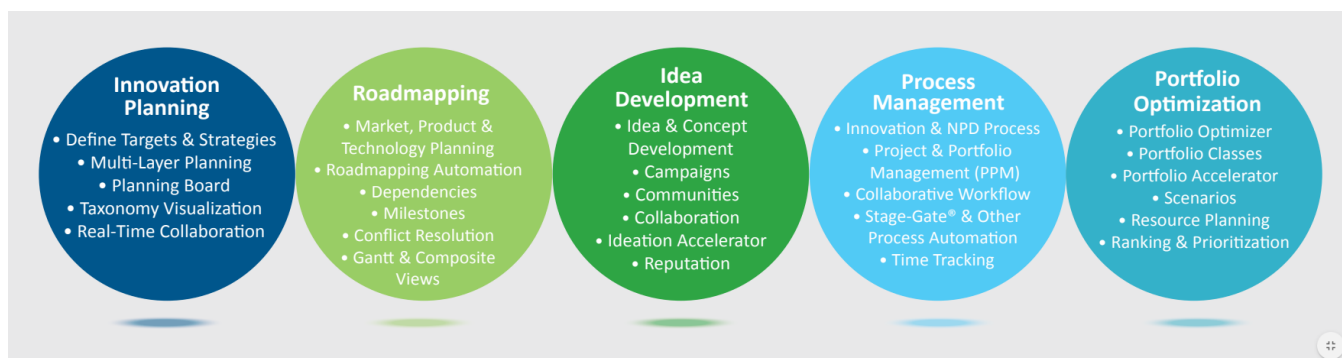 Innovation
Planning
• Define Targets & Strategies
• Multi-Layer Planning
• Planning Board
• Taxonomy Visualization
• Real-Time Collaboration
Roadmapping
• Market, Product &
Technology Planning
• Roadmapping Automation
• Dependencies
• Milestones
• Conflict Resolution
• Gantt & Composite
Views
Idea
Development
• Idea & Concept
Development
• Campaigns
• Communities
• Collaboration
• Ideation Accelerator
• Reputation
Process
Management
• Innovation & NPD Process
• Project & Portfolio
Management (PPM)
• Collaborative Workflow
• Stage-Gate® & Other
Process Automation
• Time Tracking
Portfolio
Optimization
• Portfolio Optimizer
• Portfolio Classes
• Portfolio Accelerator
• Scenarios
• Resource Planning
• Ranking & Prioritization